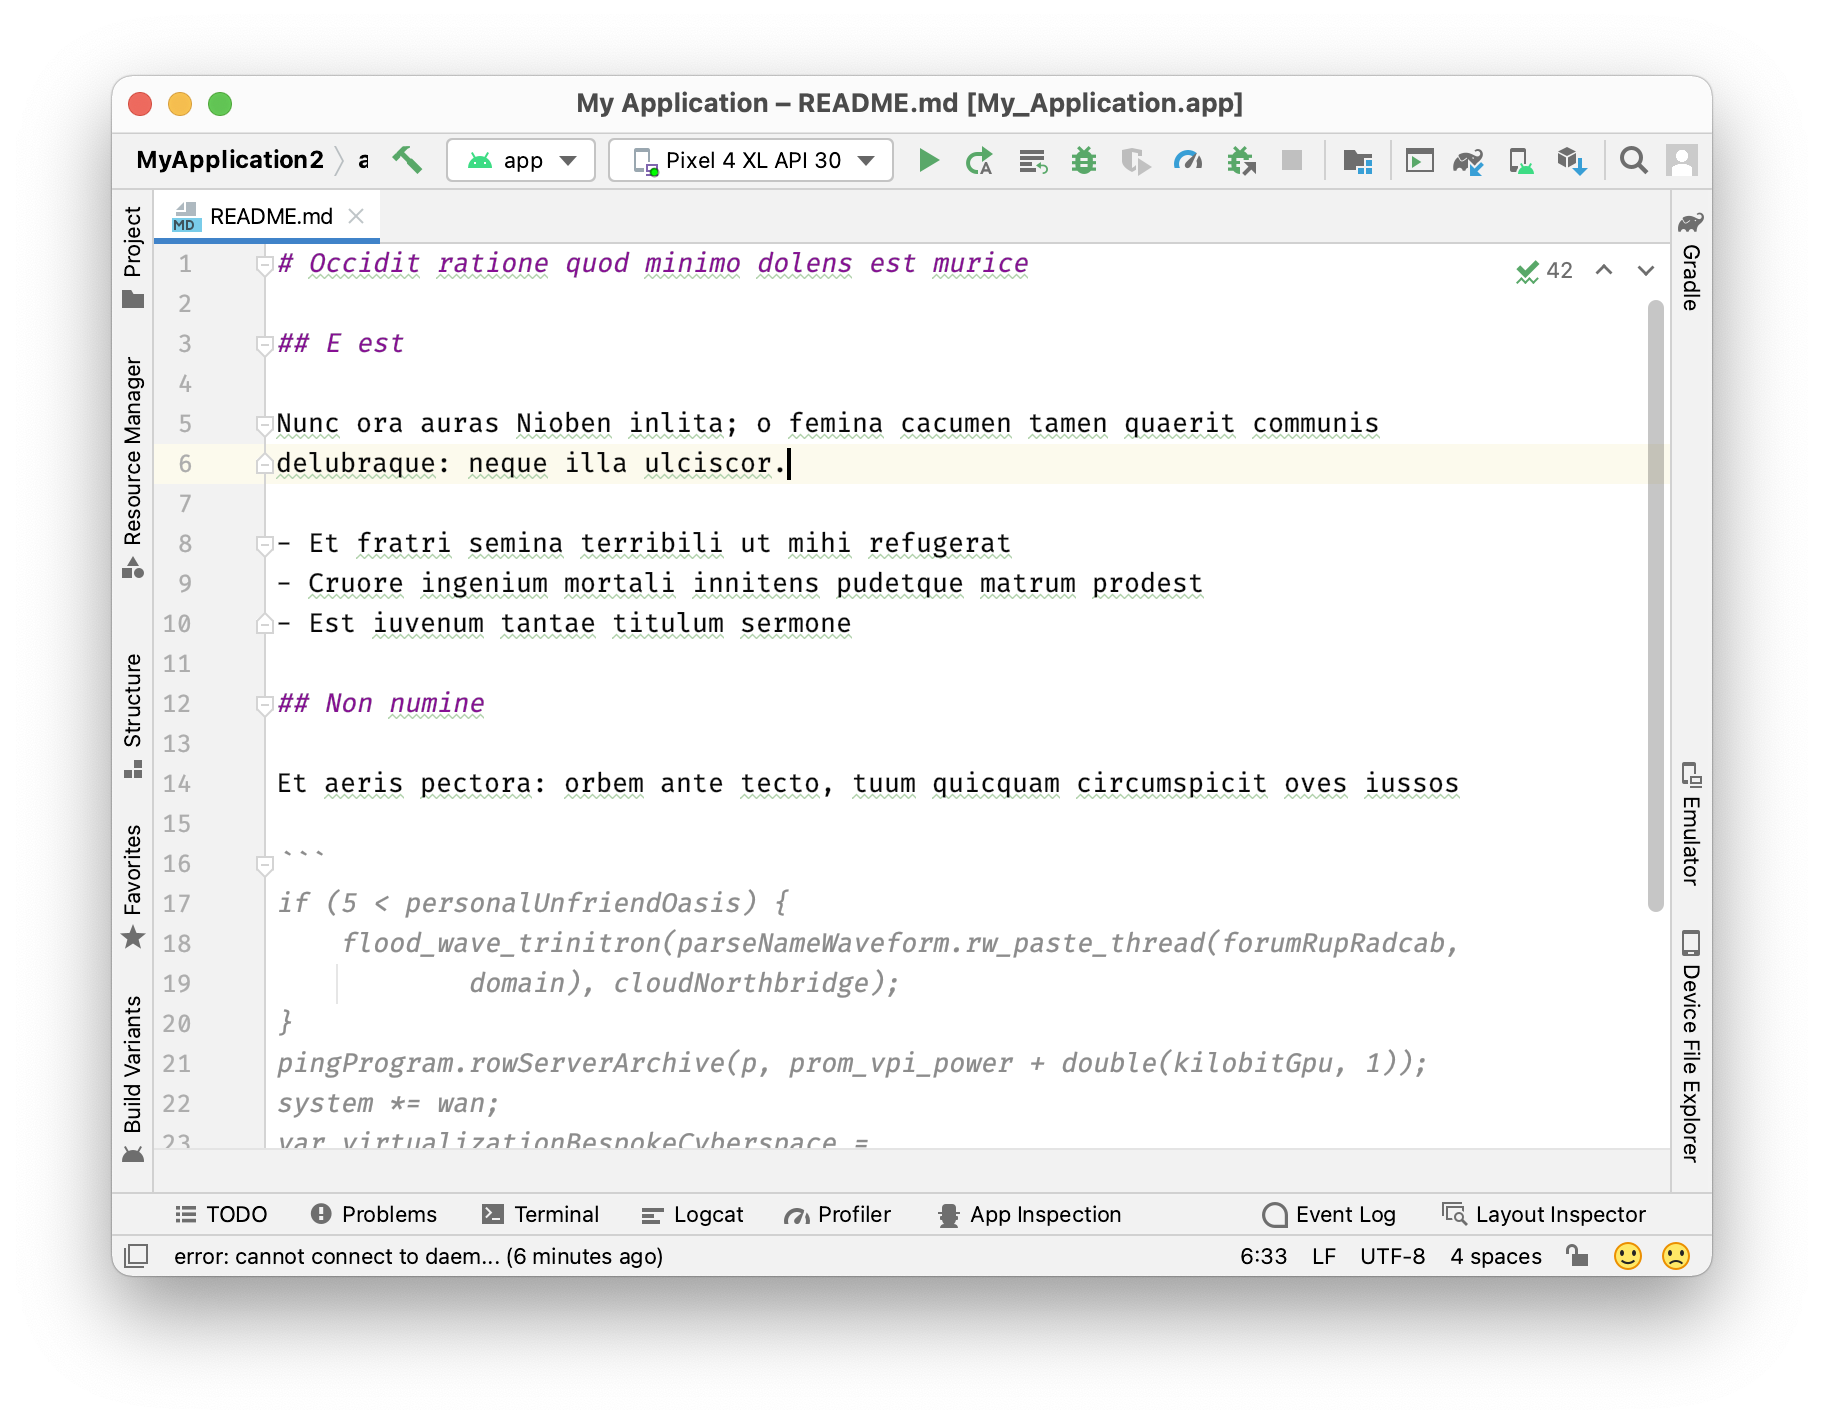 My Application – README.md [My_Application.app]
MyApplication2 a app Pixel 4 XL API 30
MD README.md
1 # Occidit ratione quod minimo dolens est murice
42
2
3 ## E est
4
5 Nunc ora auras Nioben inlita; o femina cacumen tamen quaerit communis
6 delubraque: neque illa ulciscor.
7
8 - Et fratri semina terribili ut mihi refugerat
9 - Cruore ingenium mortali innitens pudetque matrum prodest
10 - Est iuvenum tantae titulum sermone
11
12 ## Non numine
13
14 Et aeris pectora: orbem ante tecto, tuum quicquam circumspicit oves iussos
15
16 ```
17 if (5 < personalUnfriendOasis) {
18     flood_wave_trinitron(parseNameWaveform.rw_paste_thread(forumRupRadcab,
19             domain), cloudNorthbridge);
20 }
21 pingProgram.rowServerArchive(p, prom_vpi_power + double(kilobitGpu, 1));
22 system *= wan;
23 var virtualizationBespokeCyberspace =
Project
Resource Manager
Structure
Favorites
Build Variants
Gradle
Emulator
Device File Explorer
TODO Problems Terminal Logcat Profiler App Inspection Event Log Layout Inspector
error: cannot connect to daem... (6 minutes ago) 6:33 LF UTF-8 4 spaces